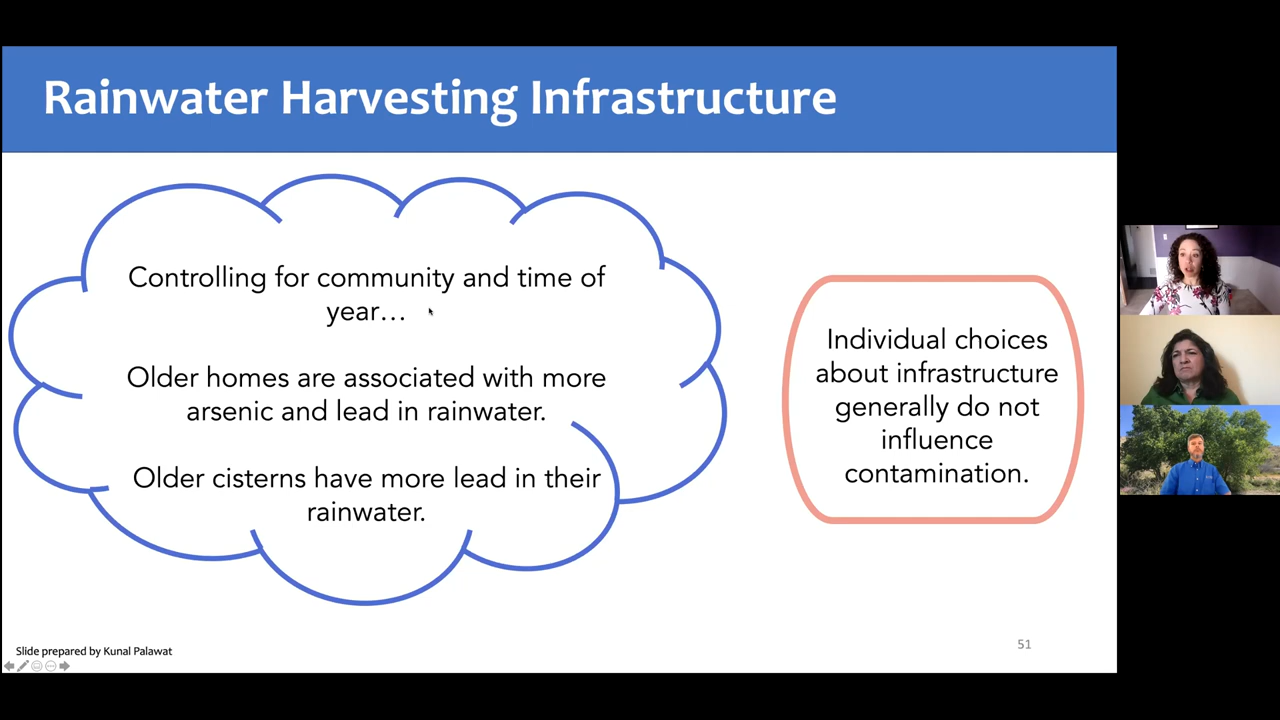 Rainwater Harvesting Infrastructure
Controlling for community and time of
year...
Older homes are associated with more
arsenic and lead in rainwater.
Older cisterns have more lead in their
rainwater.
Individual choices
about infrastructure
generally do not
influence
contamination.
Slide prepared by Kunal Palawat
51